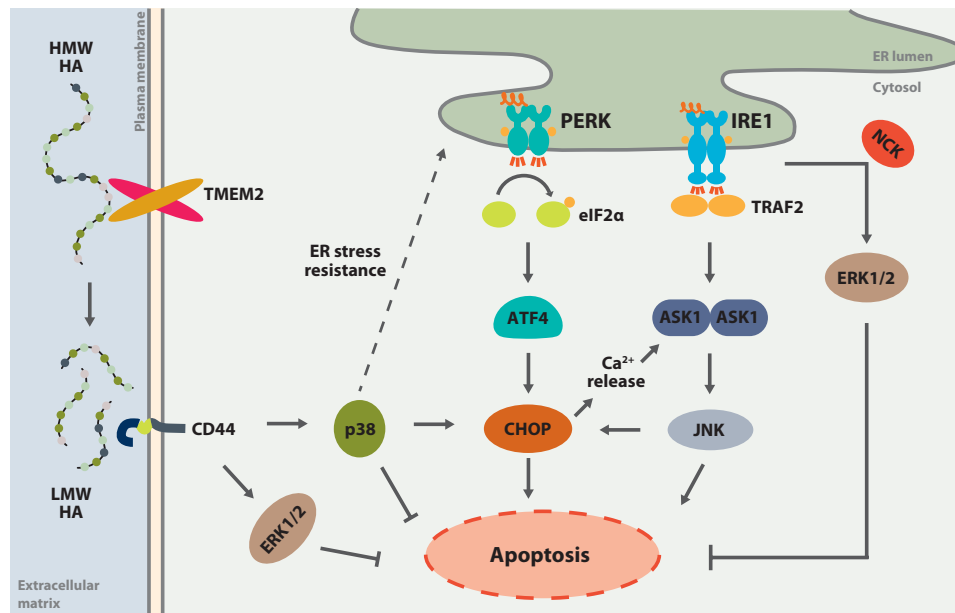 HMW
HA
Plasma membrane
TMEM2
ER lumen
Cytosol
PERK
IRE1
NCK
eIF2α
TRAF2
ER stress
resistance
ERK1/2
ATF4
ASK1
ASK1
Ca²⁺
release
CD44
p38
CHOP
JNK
LMW
HA
ERK1/2
Apoptosis
Extracellular
matrix